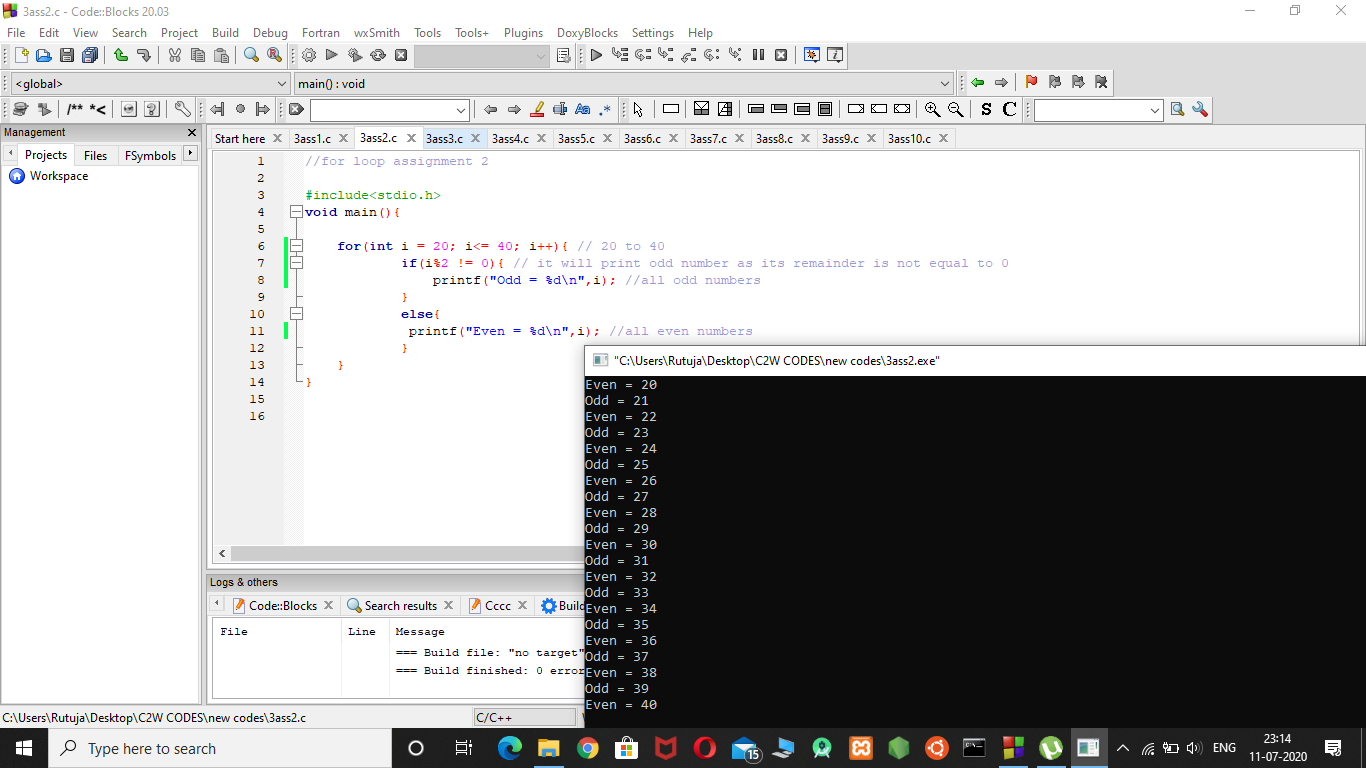 3ass2.c - Code::Blocks 20.03
File Edit View Search Project Build Debug Fortran wxSmith Tools Tools+ Plugins DoxyBlocks Settings Help
<global> main() : void
/** *< Aa .* S C
Management
Projects Files FSymbols
Workspace
Start here 3ass1.c 3ass2.c 3ass3.c 3ass4.c 3ass5.c 3ass6.c 3ass7.c 3ass8.c 3ass9.c 3ass10.c
1 //for loop assignment 2
2
3 #include<stdio.h>
4 void main(){
5
6 for(int i = 20; i<= 40; i++){ // 20 to 40
7 if(i%2 != 0){ // it will print odd number as its remainder is not equal to 0
8 printf("Odd = %d\n",i); //all odd numbers
9 }
10 else{
11 printf("Even = %d\n",i); //all even numbers
12 }
13 }
14 }
15
16
"C:\Users\Rutuja\Desktop\C2W CODES\new codes\3ass2.exe"
Even = 20
Odd = 21
Even = 22
Odd = 23
Even = 24
Odd = 25
Even = 26
Odd = 27
Even = 28
Odd = 29
Even = 30
Odd = 31
Even = 32
Odd = 33
Even = 34
Odd = 35
Even = 36
Odd = 37
Even = 38
Odd = 39
Even = 40
Logs & others
Code::Blocks Search results Cccc Build
File Line Message
=== Build file: "no target"
=== Build finished: 0 error
C:\Users\Rutuja\Desktop\C2W CODES\new codes\3ass2.c C/C++
Type here to search
15
ENG
23:14
11-07-2020